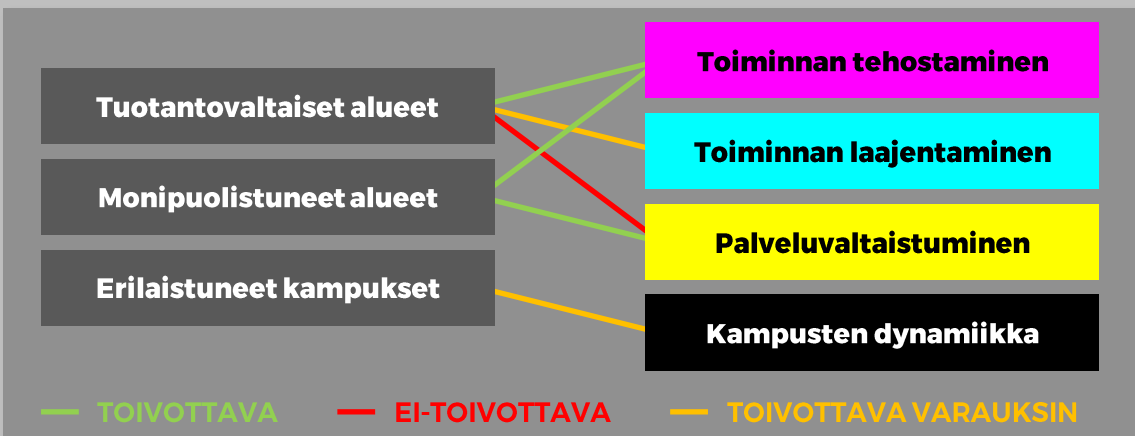 Tuotantovaltaiset alueet
Monipuolistuneet alueet
Erilaistuneet kampukset
Toiminnan tehostaminen
Toiminnan laajentaminen
Palveluvaltaistuminen
Kampusten dynamiikka
TOIVOTTAVA
EI-TOIVOTTAVA
TOIVOTTAVA VARAUKSIN